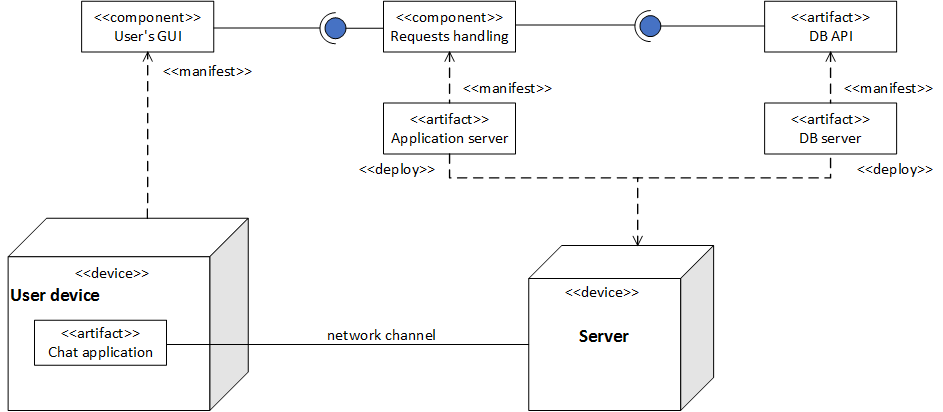 <<component>>
User's GUI
<<component>>
Requests handling
<<artifact>>
DB API
<<manifest>>
<<manifest>>
<<manifest>>
<<artifact>>
Application server
<<artifact>>
DB server
<<deploy>>
<<deploy>>
<<device>>
User device
<<artifact>>
Chat application
network channel
<<device>>
Server